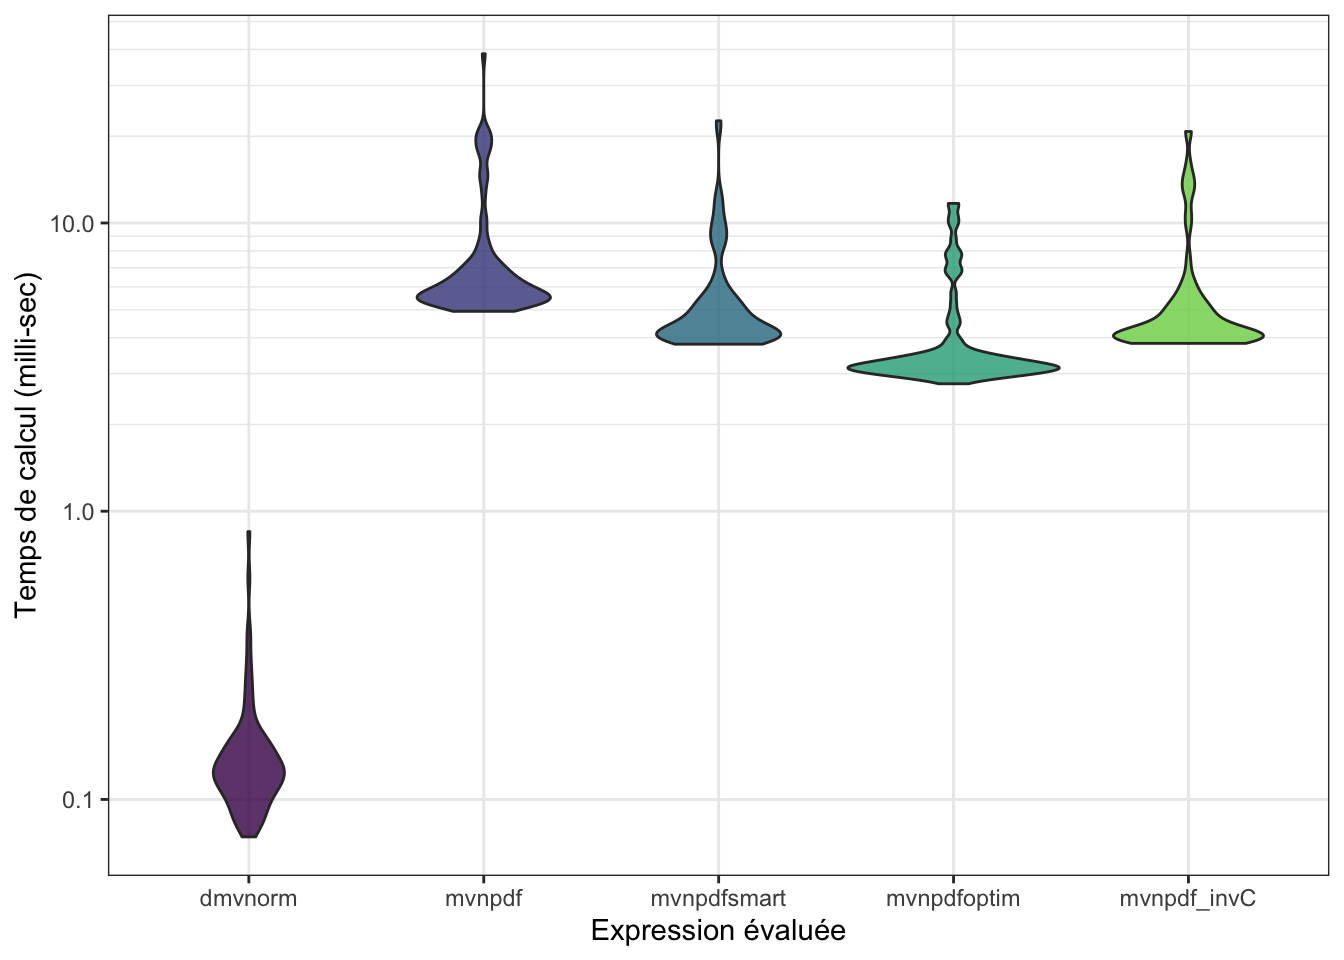 Temps de calcul (milli-sec)
10.0
1.0
0.1
dmvnorm
mvnpdf
mvnpdfsmart
mvnpdfoptim
mvnpdf_invC
Expression évaluée